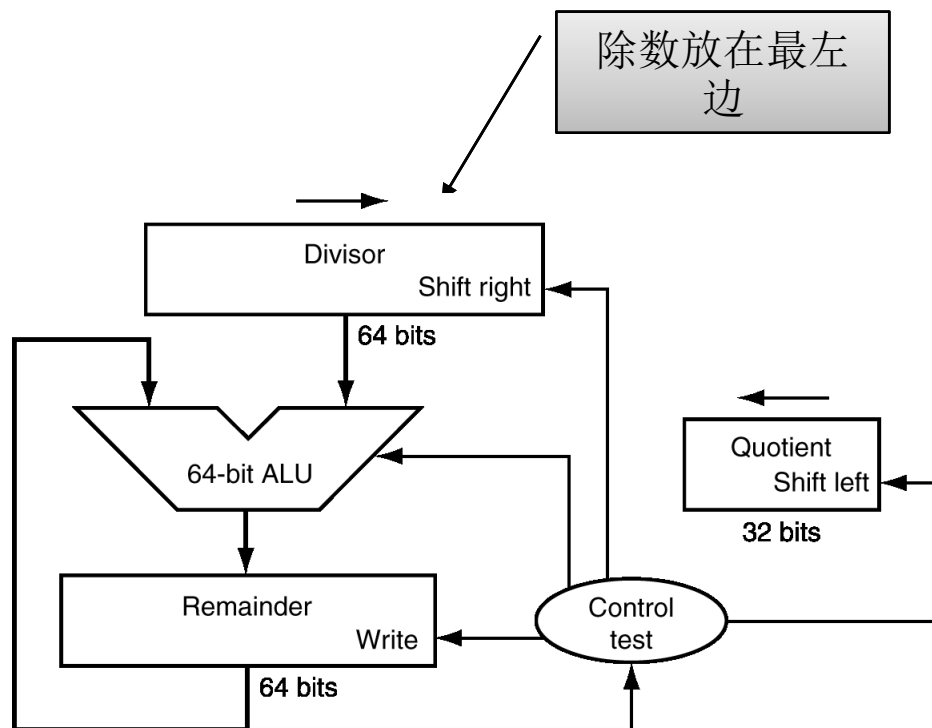 除数放在最左
边
Divisor
Shift right
64 bits
64-bit ALU
Quotient
Shift left
32 bits
Remainder
Write
64 bits
Control
test